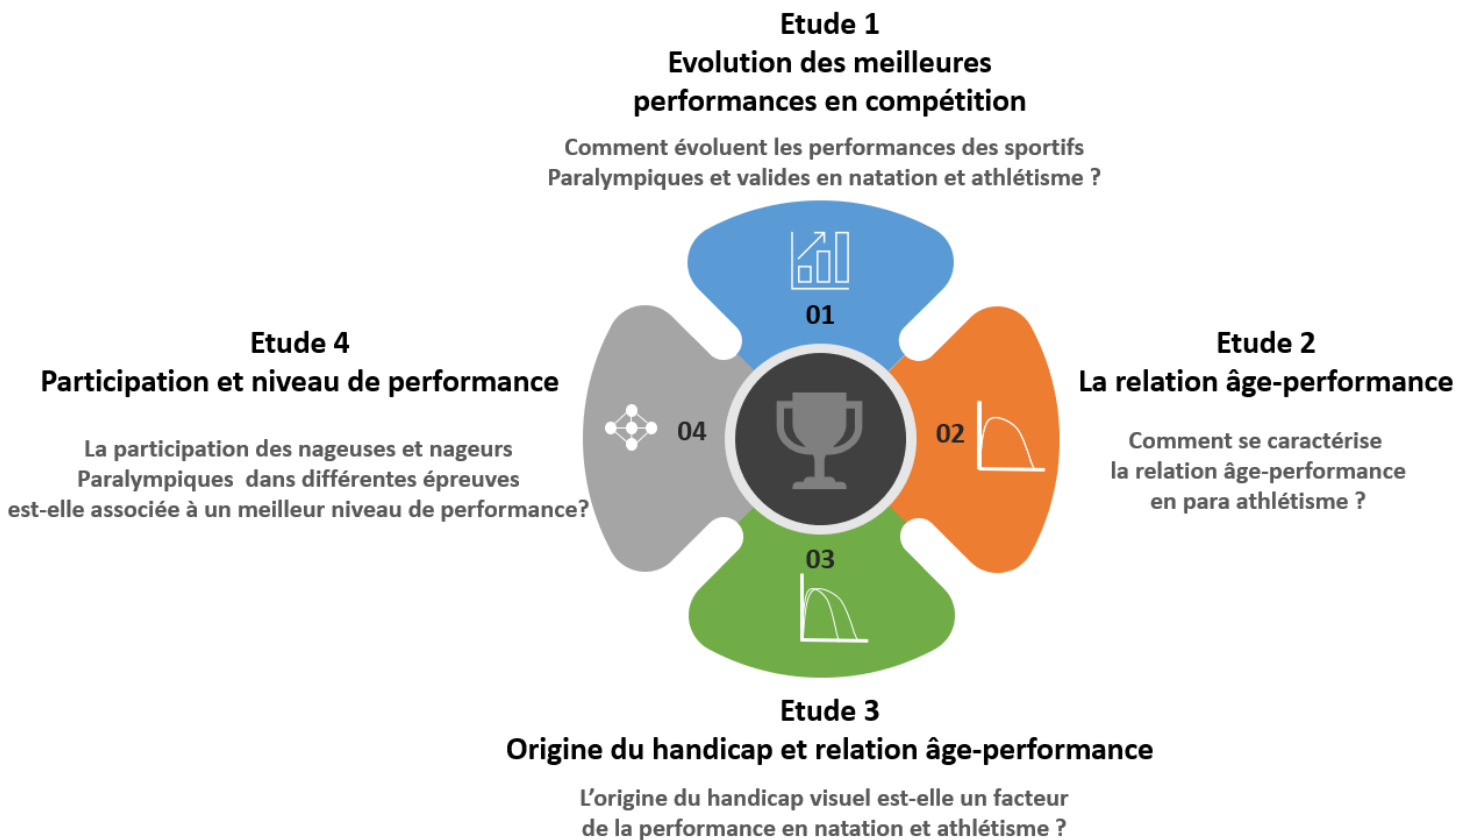 Etude 1
Evolution des meilleures
performances en compétition
Comment évoluent les performances des sportifs
Paralympiques et valides en natation et athlétisme ?
01
Etude 2
La relation âge-performance
02
Comment se caractérise
la relation âge-performance
en para athlétisme ?
03
Etude 3
Origine du handicap et relation âge-performance
L’origine du handicap visuel est-elle un facteur
de la performance en natation et athlétisme ?
Etude 4
Participation et niveau de performance
04
La participation des nageuses et nageurs
Paralympiques dans différentes épreuves
est-elle associée à un meilleur niveau de performance?